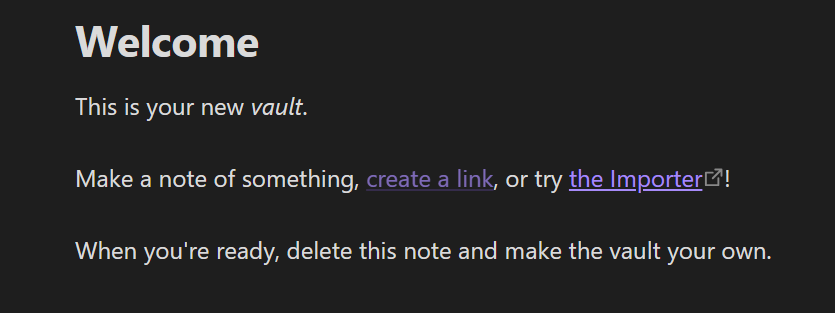 Welcome
This is your new vault.
Make a note of something, create a link, or try the Importer!
When you're ready, delete this note and make the vault your own.